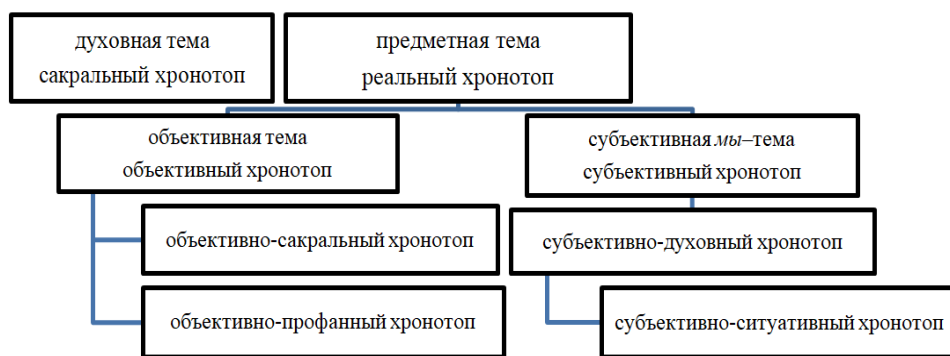 духовная тема
сакральный хронотоп
предметная тема
реальный хронотоп
объективная тема
объективный хронотоп
субъективная мы–тема
субъективный хронотоп
объективно-сакральный хронотоп
субъективно-духовный хронотоп
объективно-профанный хронотоп
субъективно-ситуативный хронотоп